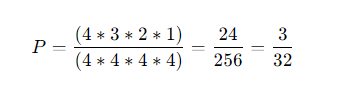 P = (4 * 3 * 2 * 1) / (4 * 4 * 4 * 4) = 24 / 256 = 3 / 32